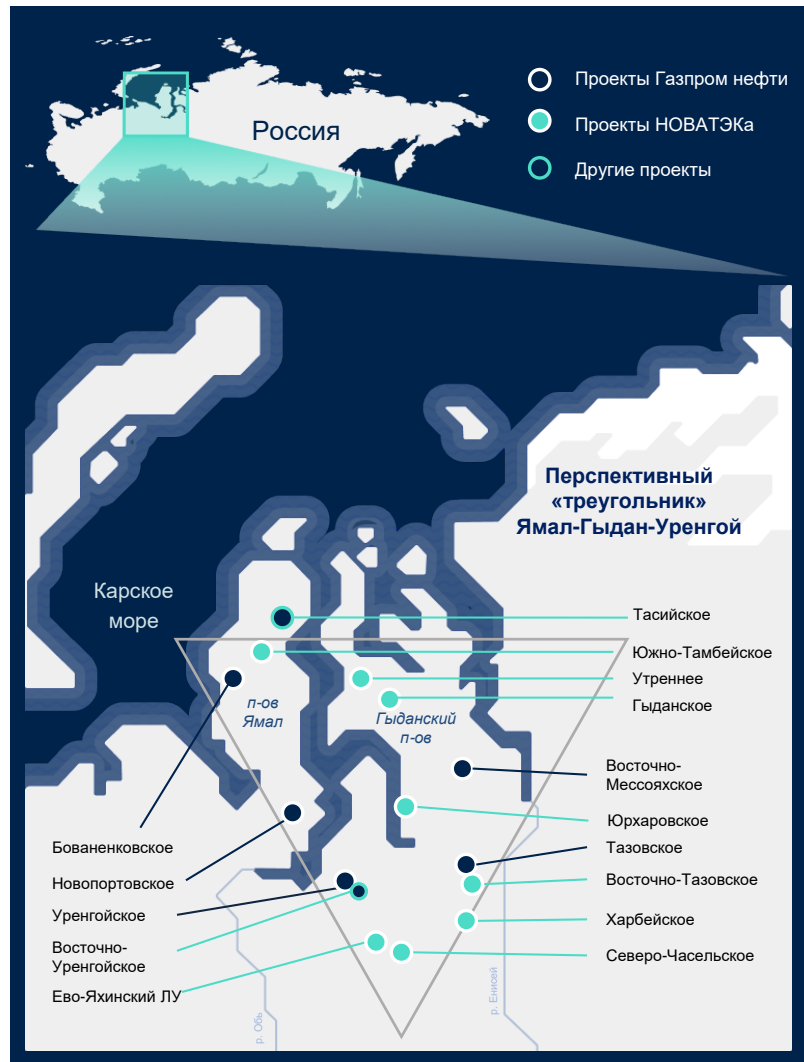 Россия
Проекты Газпром нефти
Проекты НОВАТЭКа
Другие проекты
Перспективный
«треугольник»
Ямал-Гыдан-Уренгой
Карское
море
п-ов
Ямал
Гыданский
п-ов
Тасийское
Южно-Тамбейское
Утреннее
Гыданское
Восточно-
Мессояхское
Юрхаровское
Тазовское
Восточно-Тазовское
Харбейское
Северо-Часельское
Бованенковское
Новопортовское
Уренгойское
Восточно-
Уренгойское
Ево-Яхинский ЛУ
р. Обь
р. Енисей